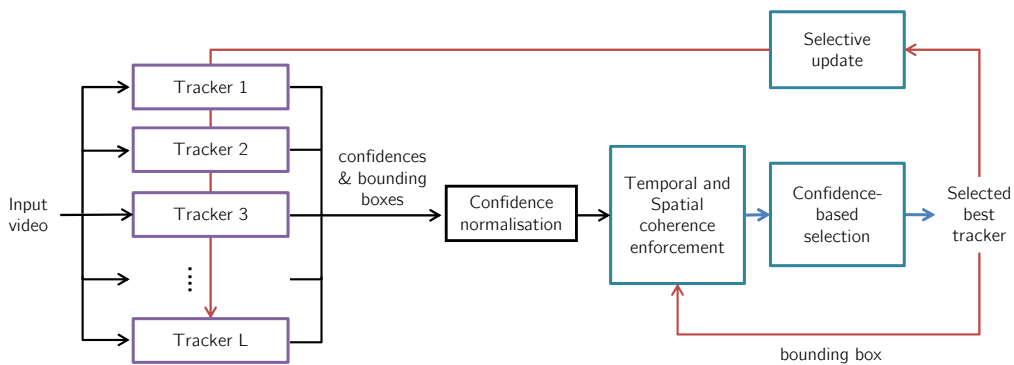 Selective
update
Tracker 1
Tracker 2
Tracker 3
....
Tracker L
Input
video
confidences
& bounding
boxes
Confidence
normalisation
Temporal and
Spatial
coherence
enforcement
Confidence-
based
selection
Selected
best
tracker
bounding box